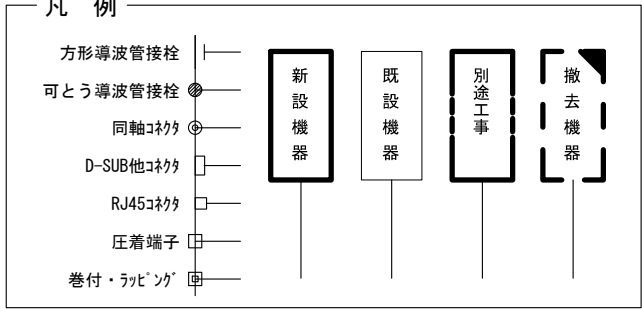 凡 例
方形導波管接栓
可とう導波管接栓
同軸ｺﾈｸﾀ
D-SUB他ｺﾈｸﾀ
RJ45ｺﾈｸﾀ
圧着端子
巻付・ﾗｯﾋﾟﾝｸﾞ
新設機器
既設機器
別途工事
撤去機器